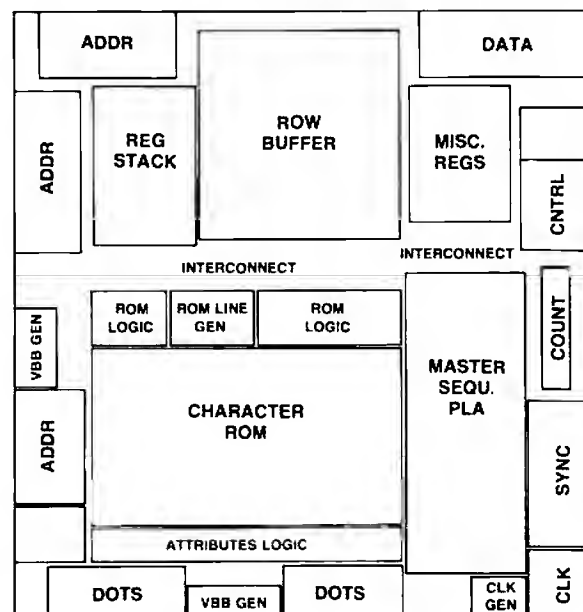 ADDR
DATA
ROW
BUFFER
REG
STACK
MISC.
REGS
ADDR
CNTRL
INTERCONNECT
INTERCONNECT
ROM
LOGIC
ROM LINE
GEN
ROM
LOGIC
VBB GEN
COUNT
MASTER
SEQU.
PLA
CHARACTER
ROM
ADDR
SYNC
ATTRIBUTES LOGIC
DOTS
VBB GEN
DOTS
CLK
GEN
CLK